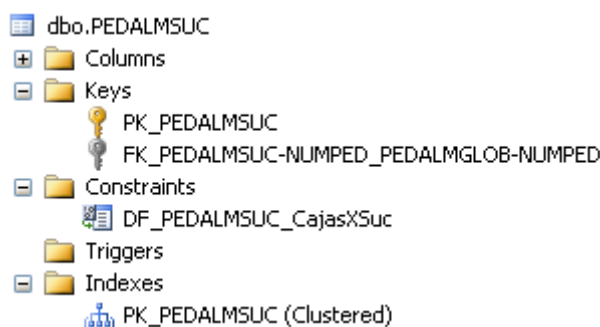 dbo.PEDALMSUC
Columns
Keys
PK_PEDALMSUC
FK_PEDALMSUC-NUMPED_PEDALMGLOB-NUMPED
Constraints
DF_PEDALMSUC_CajasXSuc
Triggers
Indexes
PK_PEDALMSUC (Clustered)